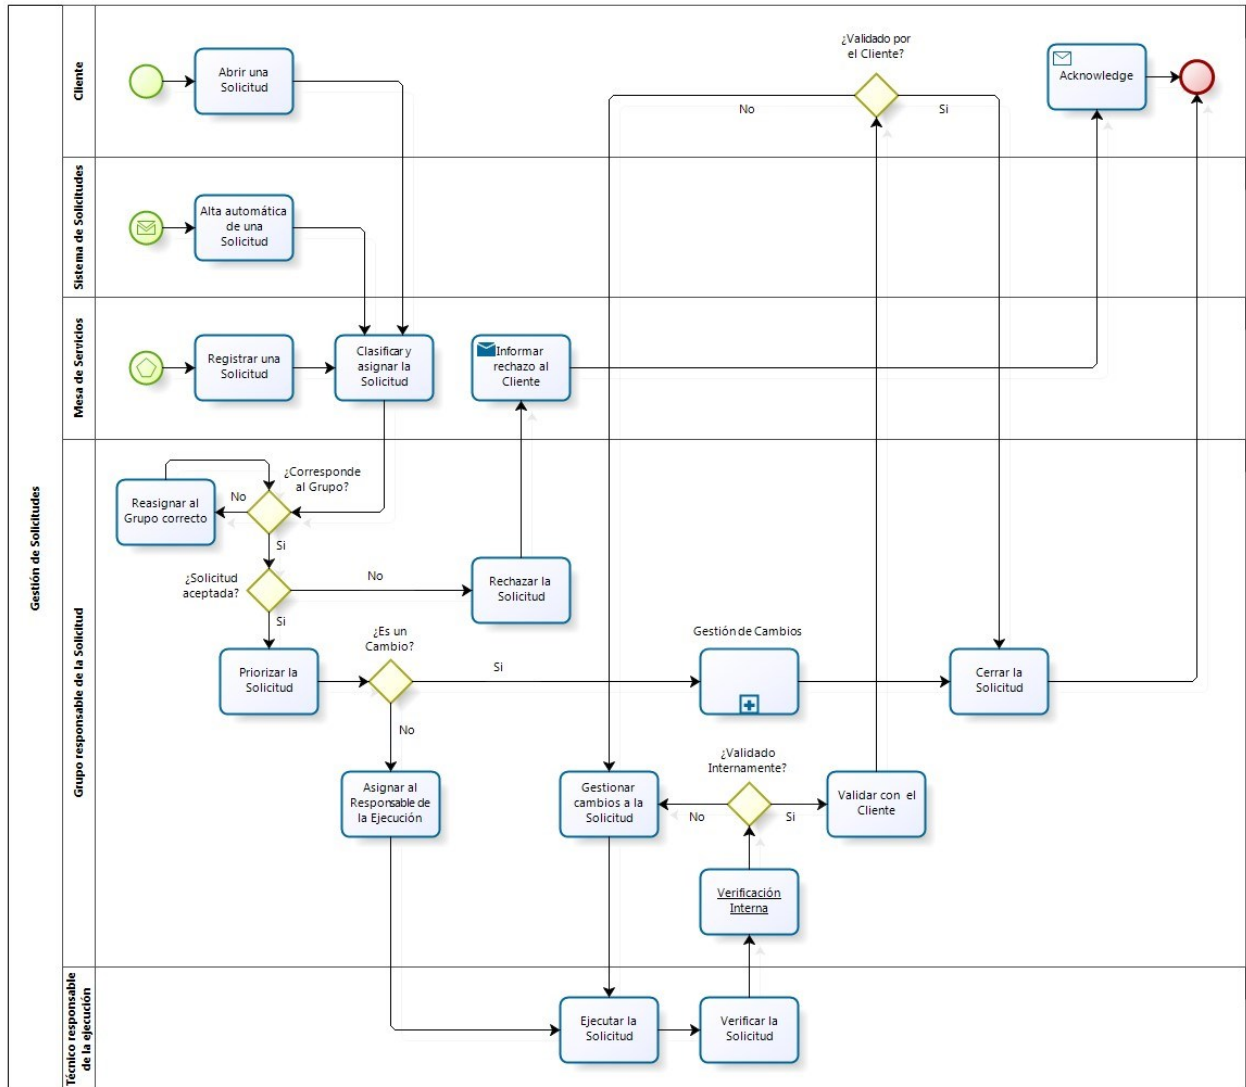 Gestión de Solicitudes
Cliente
Abrir una
Solicitud
¿Validado por
el Cliente?
No
Si
Acknowledge
Sistema de Solicitudes
Alta automática
de una
Solicitud
Mesa de Servicios
Registrar una
Solicitud
Clasificar y
asignar la
Solicitud
Informar
rechazo al
Cliente
Grupo responsable de la Solicitud
¿Corresponde
al Grupo?
Reasignar al
Grupo correcto
No
Si
¿Solicitud
aceptada?
No
Rechazar la
Solicitud
Si
Priorizar la
Solicitud
¿Es un
Cambio?
Si
Gestión de Cambios
Cerrar la
Solicitud
No
Asignar al
Responsable de
la Ejecución
Gestionar
cambios a la
Solicitud
¿Validado
Internamente?
No
Si
Validar con el
Cliente
Verificación
Interna
Técnico responsable
de la ejecución
Ejecutar la
Solicitud
Verificar la
Solicitud